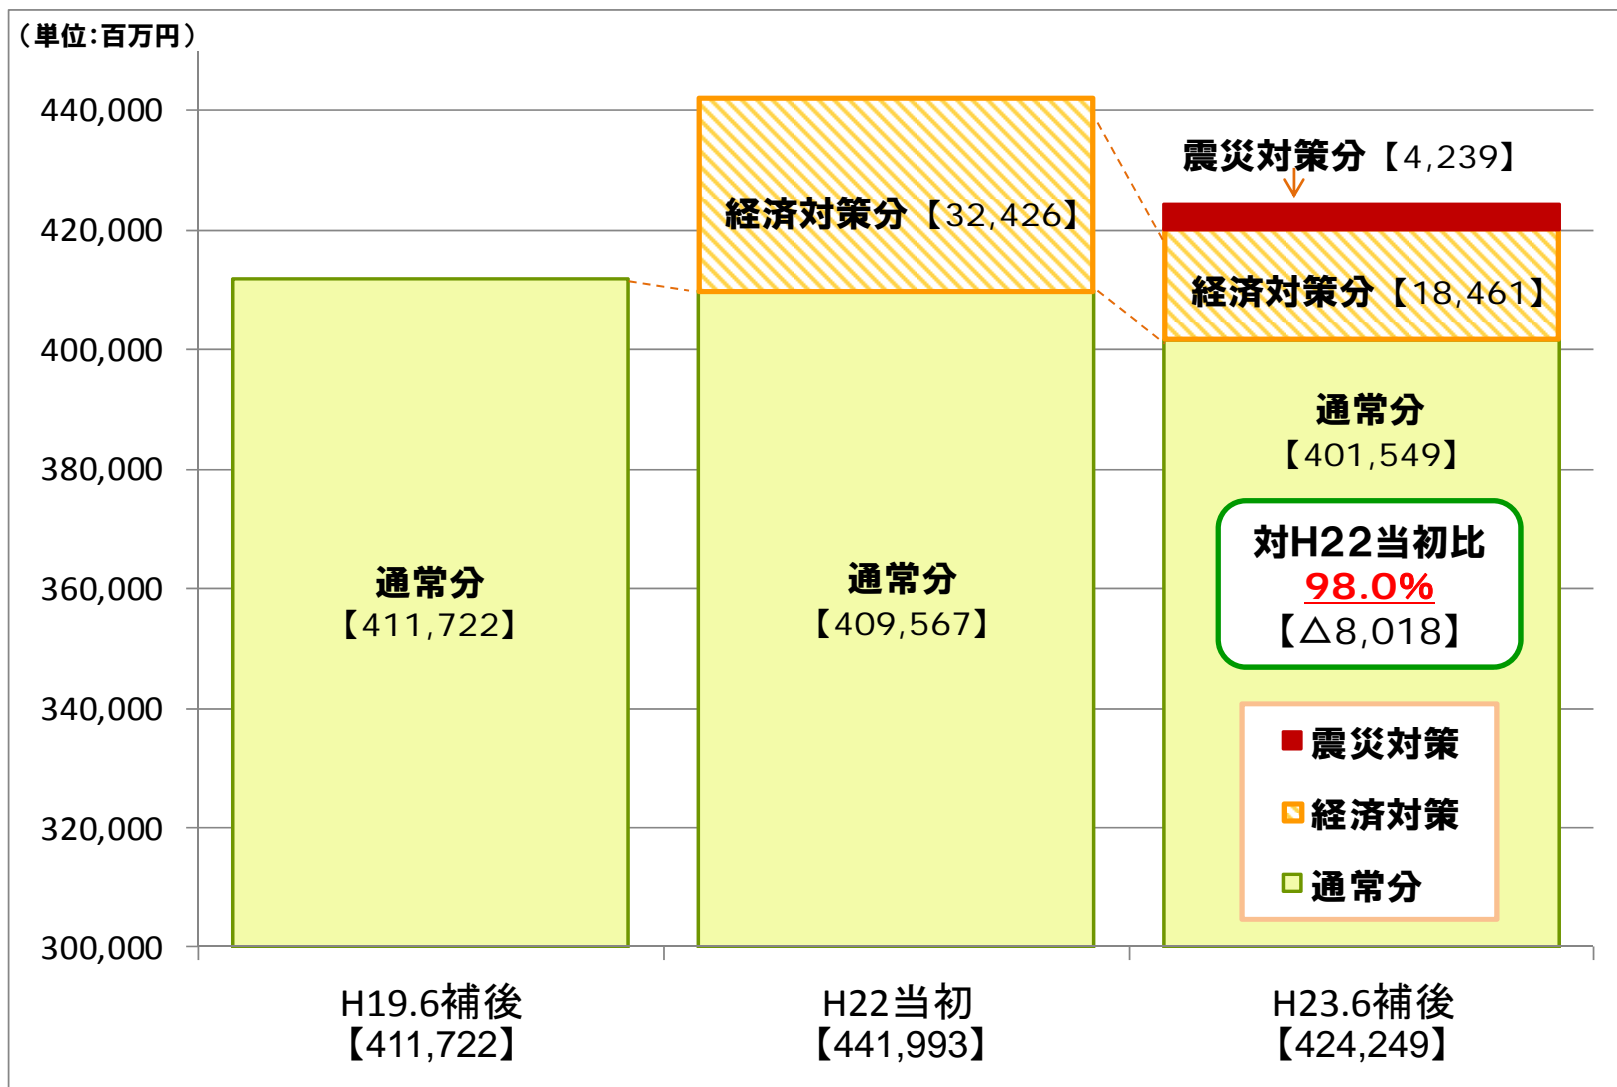 （単位:百万円）
440,000
420,000
400,000
380,000
360,000
340,000
320,000
300,000
通常分
【411,722】
経済対策分【32,426】
通常分
【409,567】
震災対策分【4,239】
経済対策分【18,461】
通常分
【401,549】
対H22当初比
98.0%
【△8,018】
震災対策
経済対策
通常分
H19.6補後
【411,722】
H22当初
【441,993】
H23.6補後
【424,249】